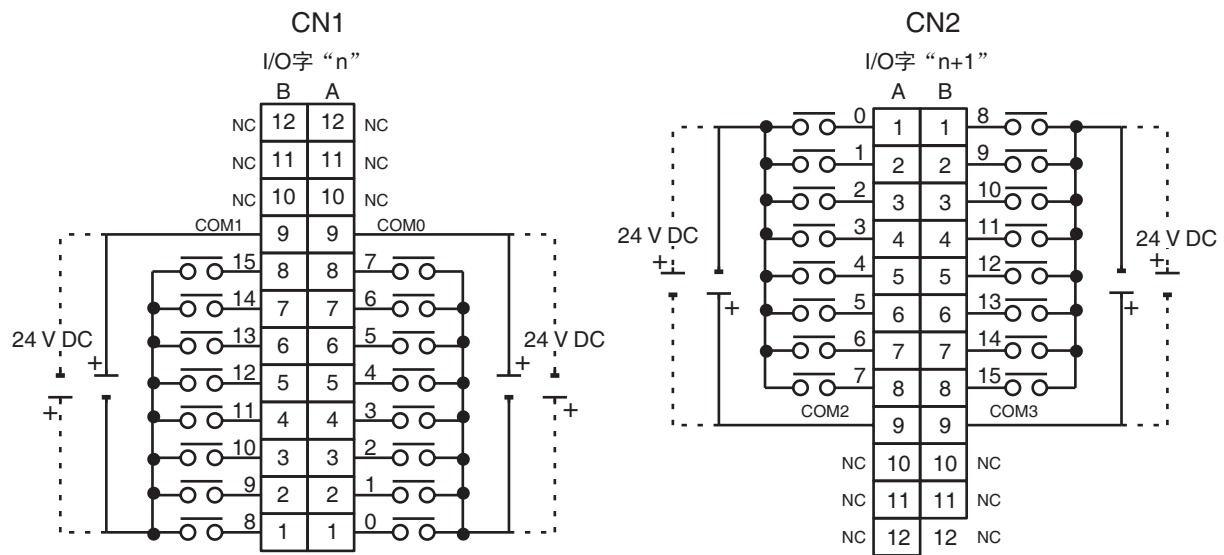 CN1
I/O字“n”
B A
NC 12 12 NC
NC 11 11 NC
NC 10 10 NC
COM1 9 9 COM0
15 8 8 7
14 7 7 6
13 6 6 5
24 V DC + + 24 V DC
12 5 5 4
+ +
11 4 4 3
10 3 3 2
9 2 2 1
8 1 1 0
CN2
I/O字“n+1”
A B
0 1 1 8
1 2 2 9
2 3 3 10
3 4 4 11
24 V DC 24 V DC
+ +
4 5 5 12
+ +
5 6 6 13
6 7 7 14
7 8 8 15
COM2 9 9 COM3
NC 10 10 NC
NC 11 11 NC
NC 12 12 NC